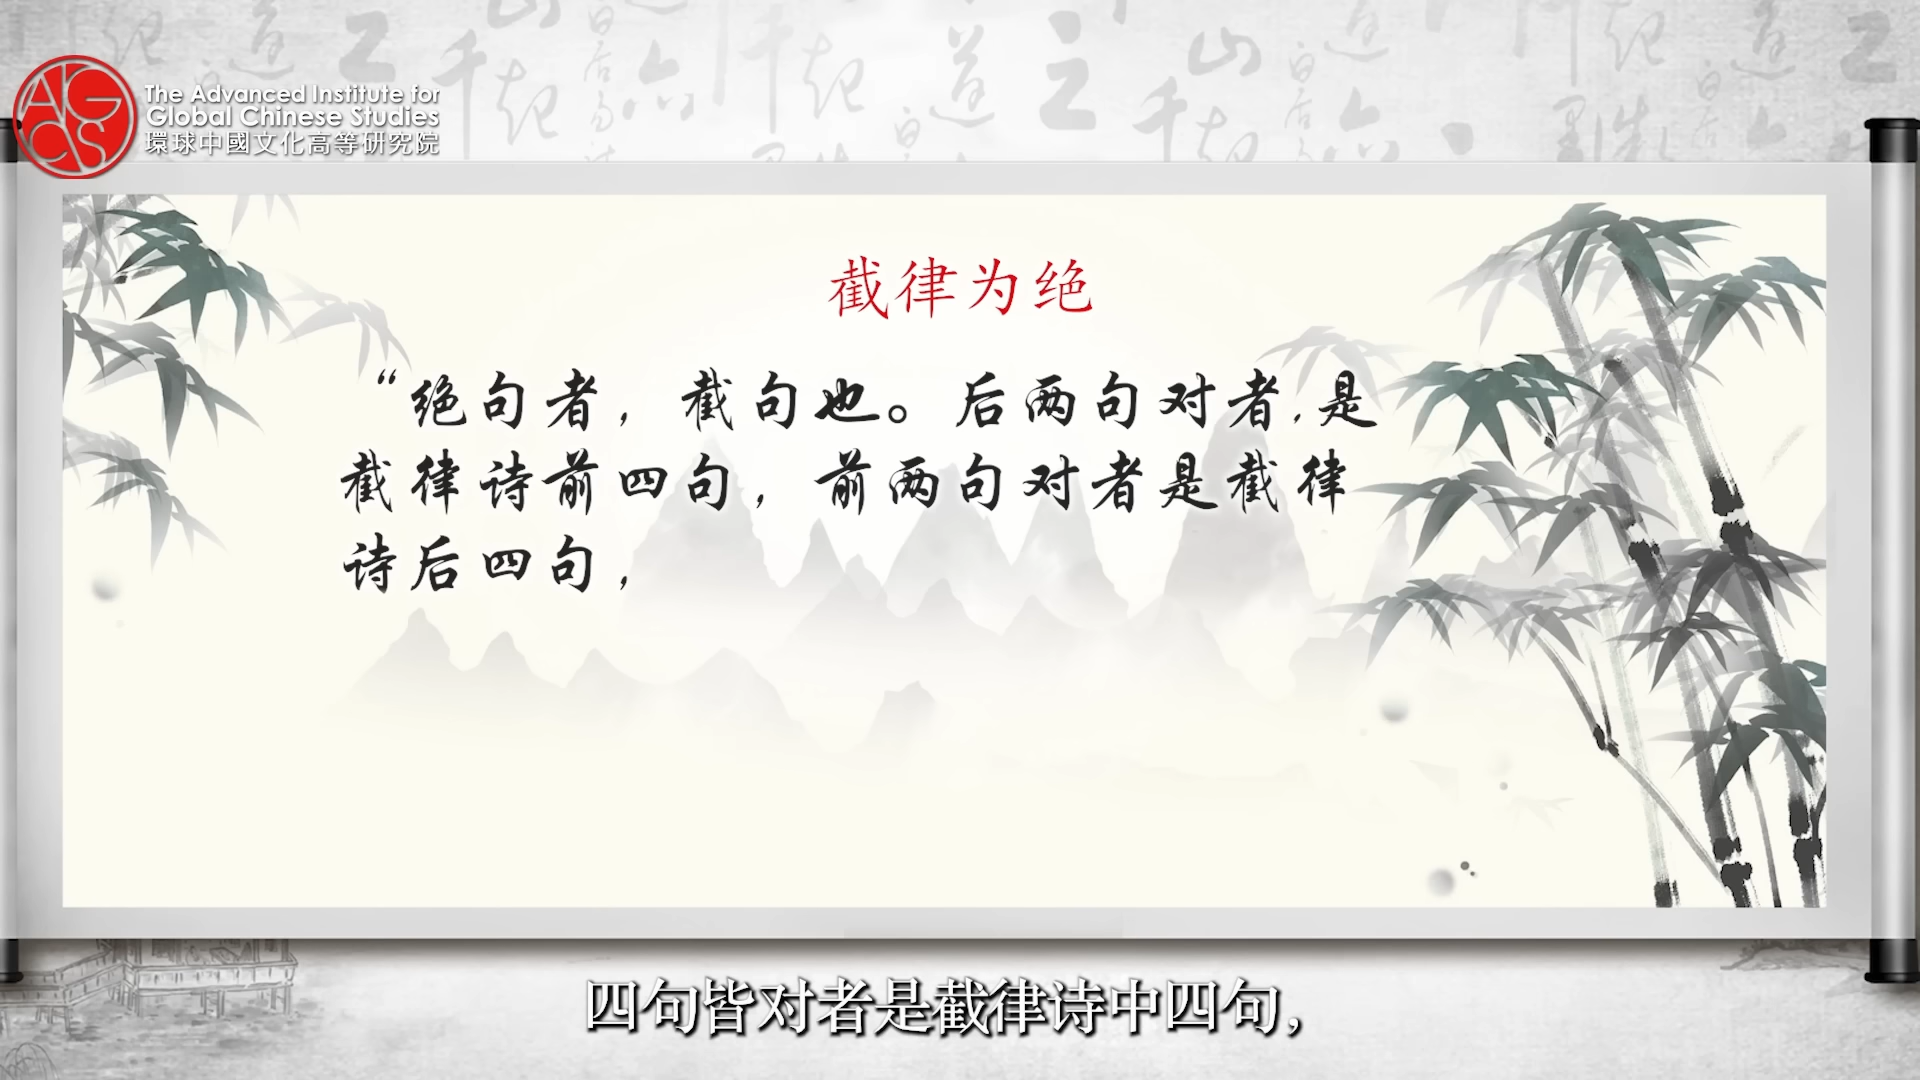 The Advanced Institute for
Global Chinese Studies
環球中國文化高等研究院
截律为绝
“绝句者，截句也。后两句对者，是
截律诗前四句，前两句对者是截律
诗后四句，
四句皆对者是截律诗中四句，